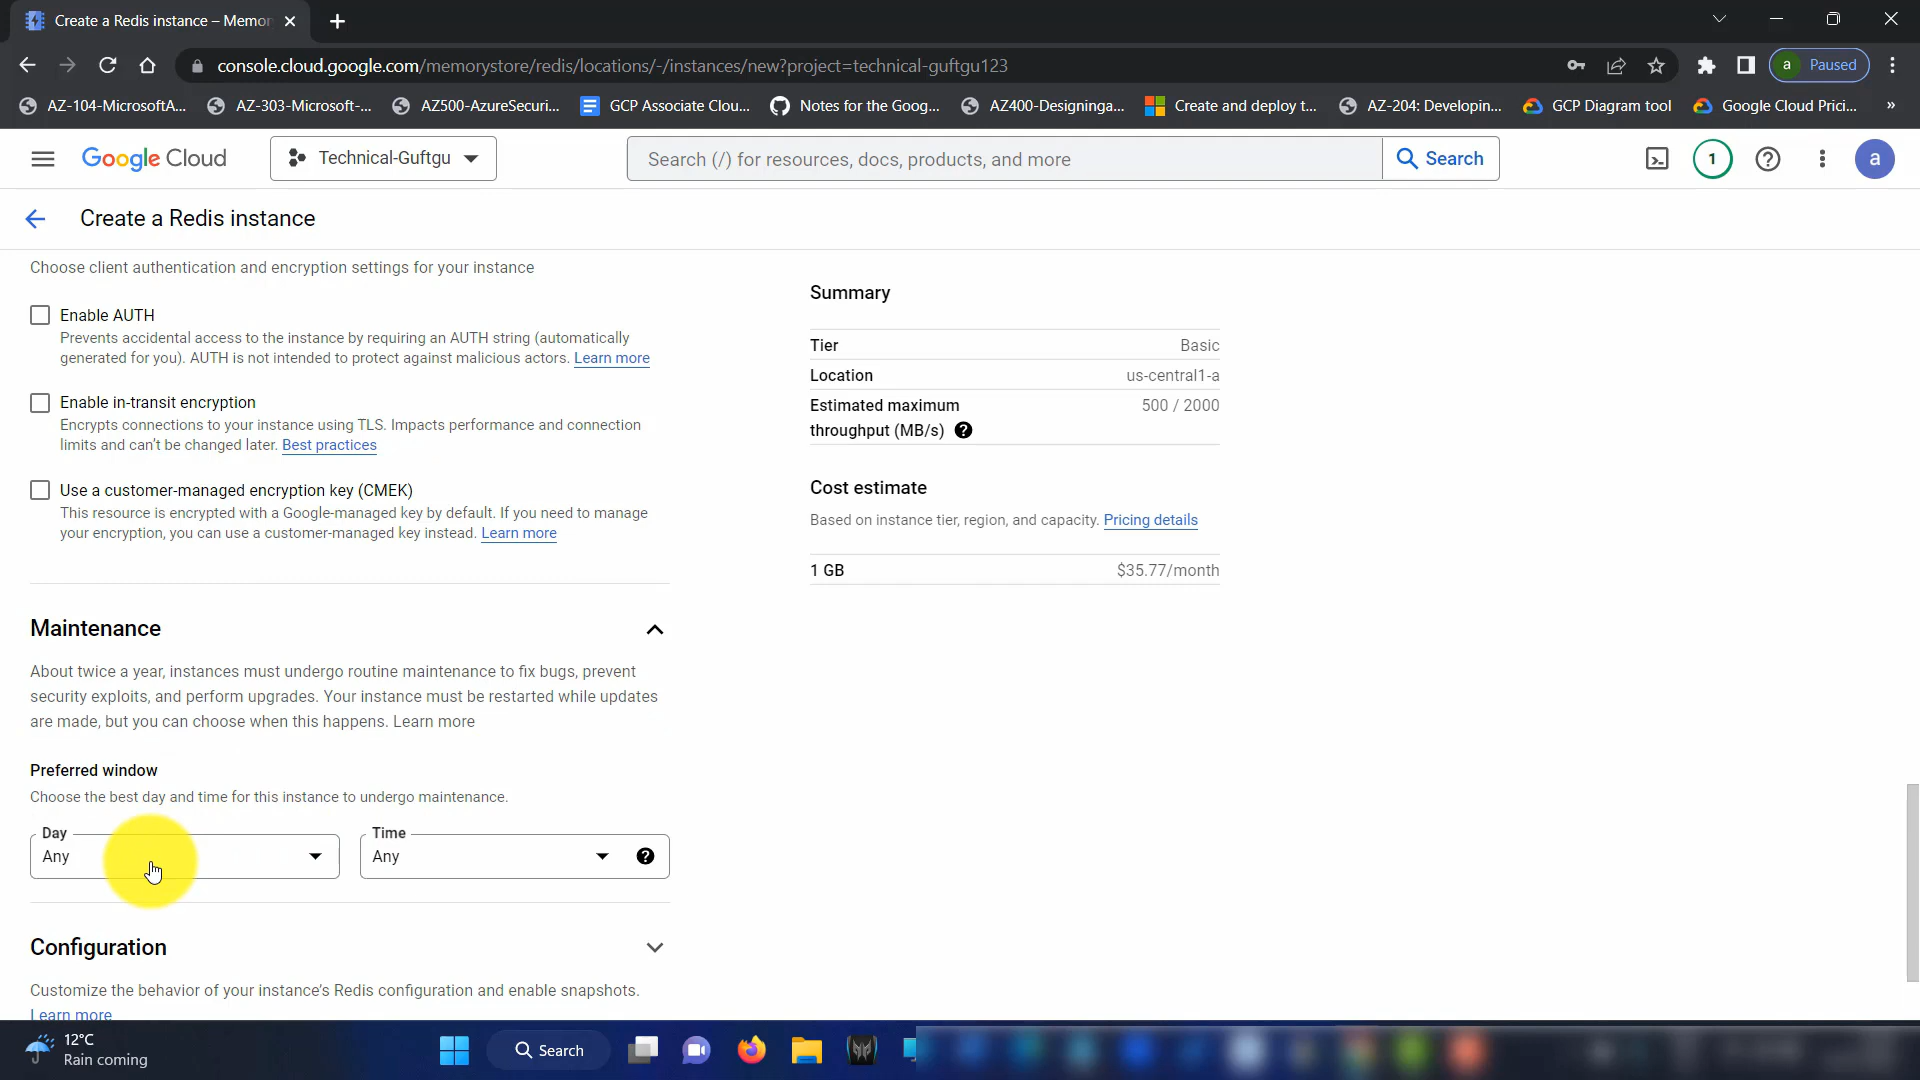 Create a Redis instance – Memor
console.cloud.google.com/memorystore/redis/locations/-/instances/new?project=technical-guftgu123
a Paused
AZ-104-MicrosoftA...
AZ-303-Microsoft-...
AZ500-AzureSecuri...
GCP Associate Clou...
Notes for the Goog...
AZ400-Designinga...
Create and deploy t...
AZ-204: Developin...
GCP Diagram tool
Google Cloud Prici...
»
Google Cloud
Technical-Guftgu
Search (/) for resources, docs, products, and more
Search
1
a
Create a Redis instance
Choose client authentication and encryption settings for your instance
Enable AUTH
Prevents accidental access to the instance by requiring an AUTH string (automatically
generated for you). AUTH is not intended to protect against malicious actors. Learn more
Enable in-transit encryption
Encrypts connections to your instance using TLS. Impacts performance and connection
limits and can't be changed later. Best practices
Use a customer-managed encryption key (CMEK)
This resource is encrypted with a Google-managed key by default. If you need to manage
your encryption, you can use a customer-managed key instead. Learn more
Maintenance
About twice a year, instances must undergo routine maintenance to fix bugs, prevent
security exploits, and perform upgrades. Your instance must be restarted while updates
are made, but you can choose when this happens. Learn more
Preferred window
Choose the best day and time for this instance to undergo maintenance.
Day
Any
Time
Any
Configuration
Customize the behavior of your instance's Redis configuration and enable snapshots.
Learn more
Summary
Tier Basic
Location us-central1-a
Estimated maximum 500 / 2000
throughput (MB/s)
Cost estimate
Based on instance tier, region, and capacity. Pricing details
1 GB $35.77/month
12°C
Rain coming
Search